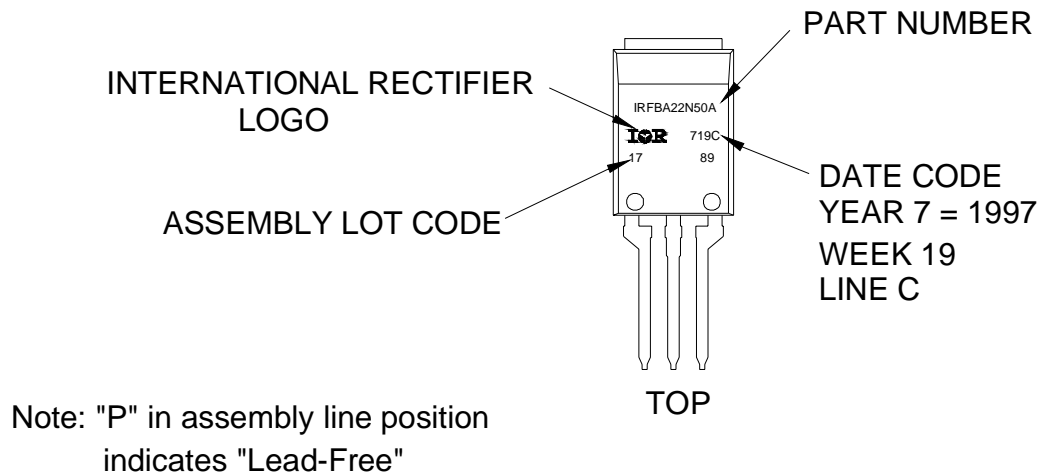 PART NUMBER
INTERNATIONAL RECTIFIER
LOGO
IRFBA22N50A
IOR 719C
17 89
ASSEMBLY LOT CODE
DATE CODE
YEAR 7 = 1997
WEEK 19
LINE C
TOP
Note: "P" in assembly line position
indicates "Lead-Free"